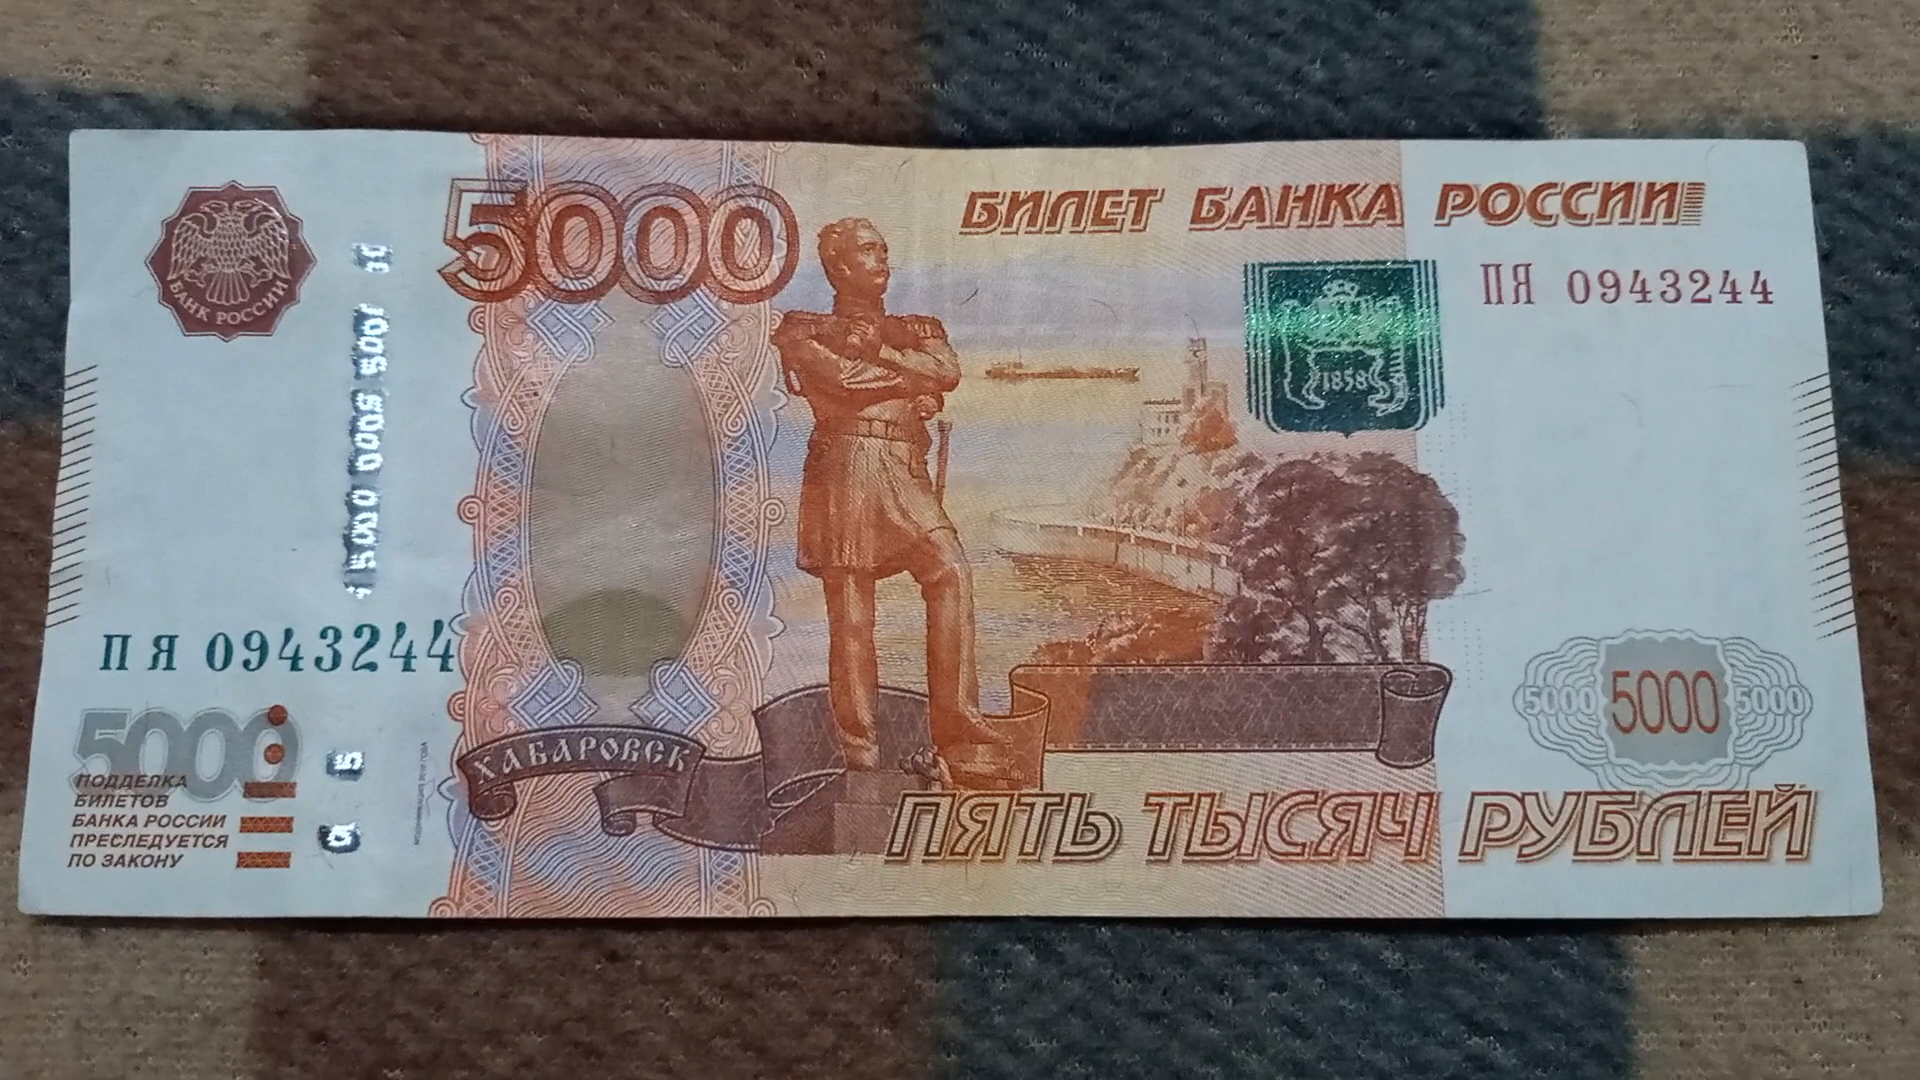 5000
БИЛЕТ БАНКА РОССИИ
БАНК РОССИИ
ПЯ 0943244
1858
ПЯ 0943244
5000
ПОДДЕЛКА
БИЛЕТОВ
БАНКА РОССИИ
ПРЕСЛЕДУЕТСЯ
ПО ЗАКОНУ
ХАБАРОВСК
5000 5000 5000
ПЯТЬ ТЫСЯЧ РУБЛЕЙ